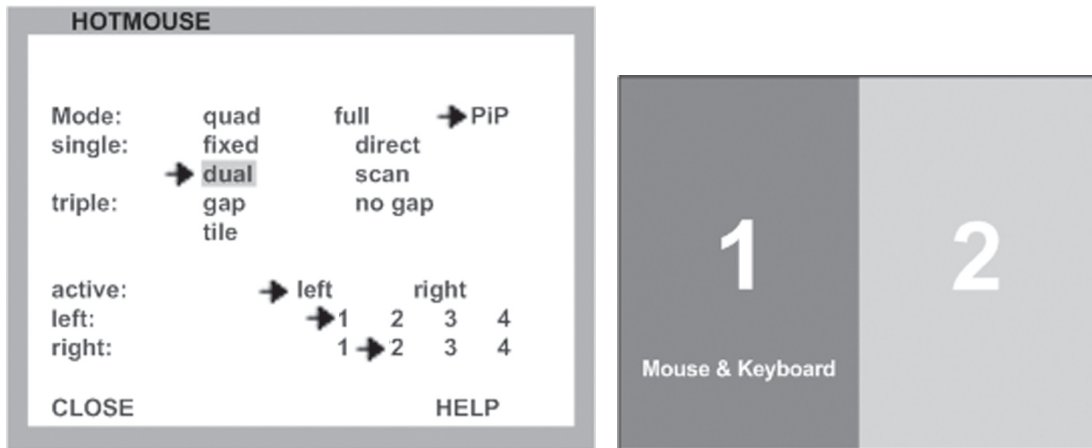 HOTMOUSE
Mode: quad full PiP
single: fixed direct
dual scan
triple: gap no gap
tile
active: left right
left: 1 2 3 4
right: 1 2 3 4
CLOSE HELP
1 2
Mouse & Keyboard